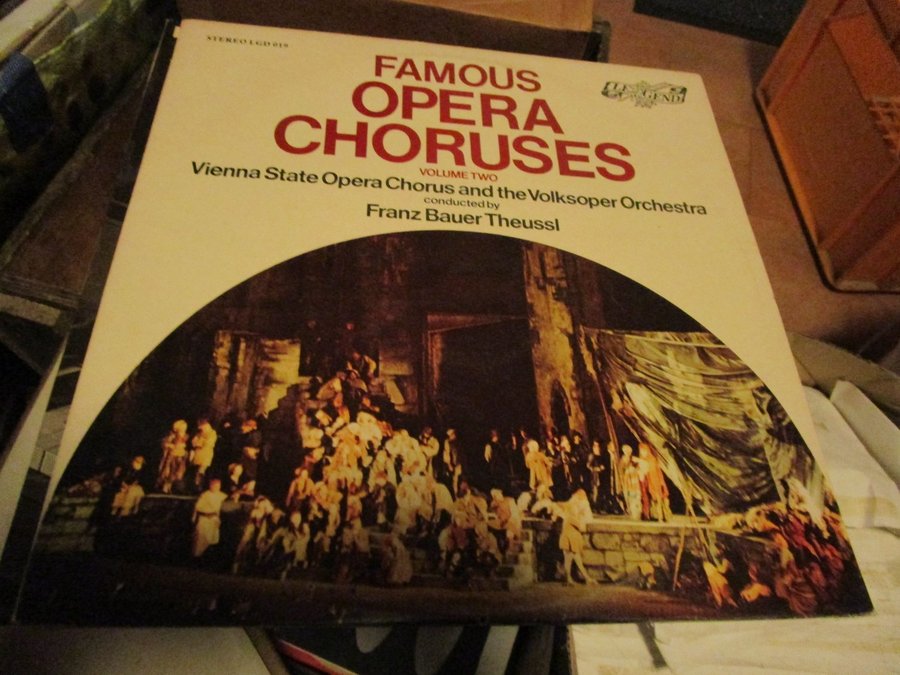 STEREO LGD 019
FAMOUS
LEGEND
OPERA
CHORUSES
VOLUME TWO
Vienna State Opera Chorus and the Volksoper Orchestra
conducted by
Franz Bauer Theussl